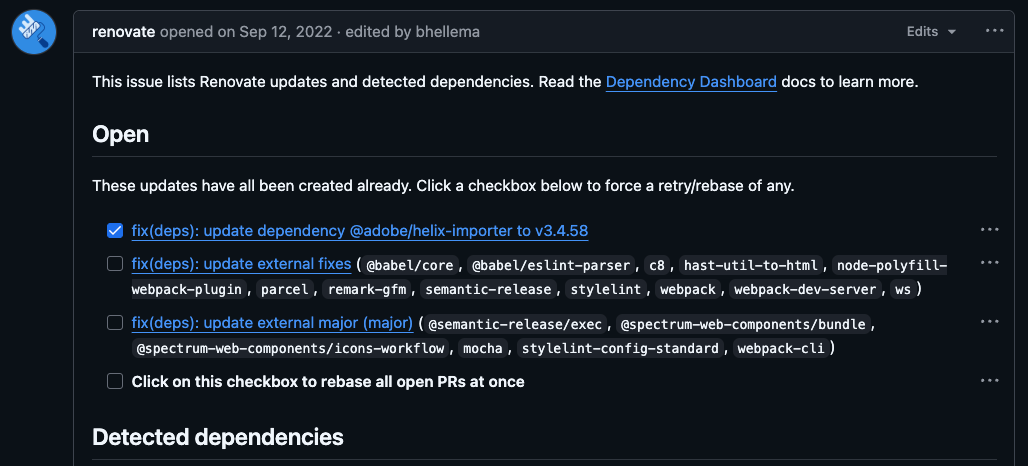 renovate opened on Sep 12, 2022 · edited by bhellema Edits
This issue lists Renovate updates and detected dependencies. Read the Dependency Dashboard docs to learn more.
Open
These updates have all been created already. Click a checkbox below to force a retry/rebase of any.
fix(deps): update dependency @adobe/helix-importer to v3.4.58
fix(deps): update external fixes ( @babel/core , @babel/eslint-parser , c8 , hast-util-to-html , node-polyfill-
webpack-plugin , parcel , remark-gfm , semantic-release , stylelint , webpack , webpack-dev-server , ws )
fix(deps): update external major (major) ( @semantic-release/exec , @spectrum-web-components/bundle ,
@spectrum-web-components/icons-workflow , mocha , stylelint-config-standard , webpack-cli )
Click on this checkbox to rebase all open PRs at once
Detected dependencies